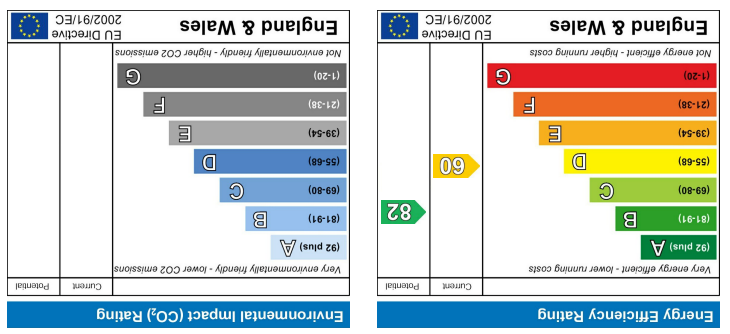 Energy Efficiency Rating
Current
Potential
Very energy efficient - lower running costs
(92 plus) A
(81-91) B
82
(69-80) C
(55-68) D
60
(39-54) E
(21-38) F
(1-20) G
Not energy efficient - higher running costs
England & Wales
EU Directive
2002/91/EC
Environmental Impact (CO₂) Rating
Current
Potential
Very environmentally friendly - lower CO2 emissions
(92 plus) A
(81-91) B
(69-80) C
(55-68) D
(39-54) E
(21-38) F
(1-20) G
Not environmentally friendly - higher CO2 emissions
England & Wales
EU Directive
2002/91/EC